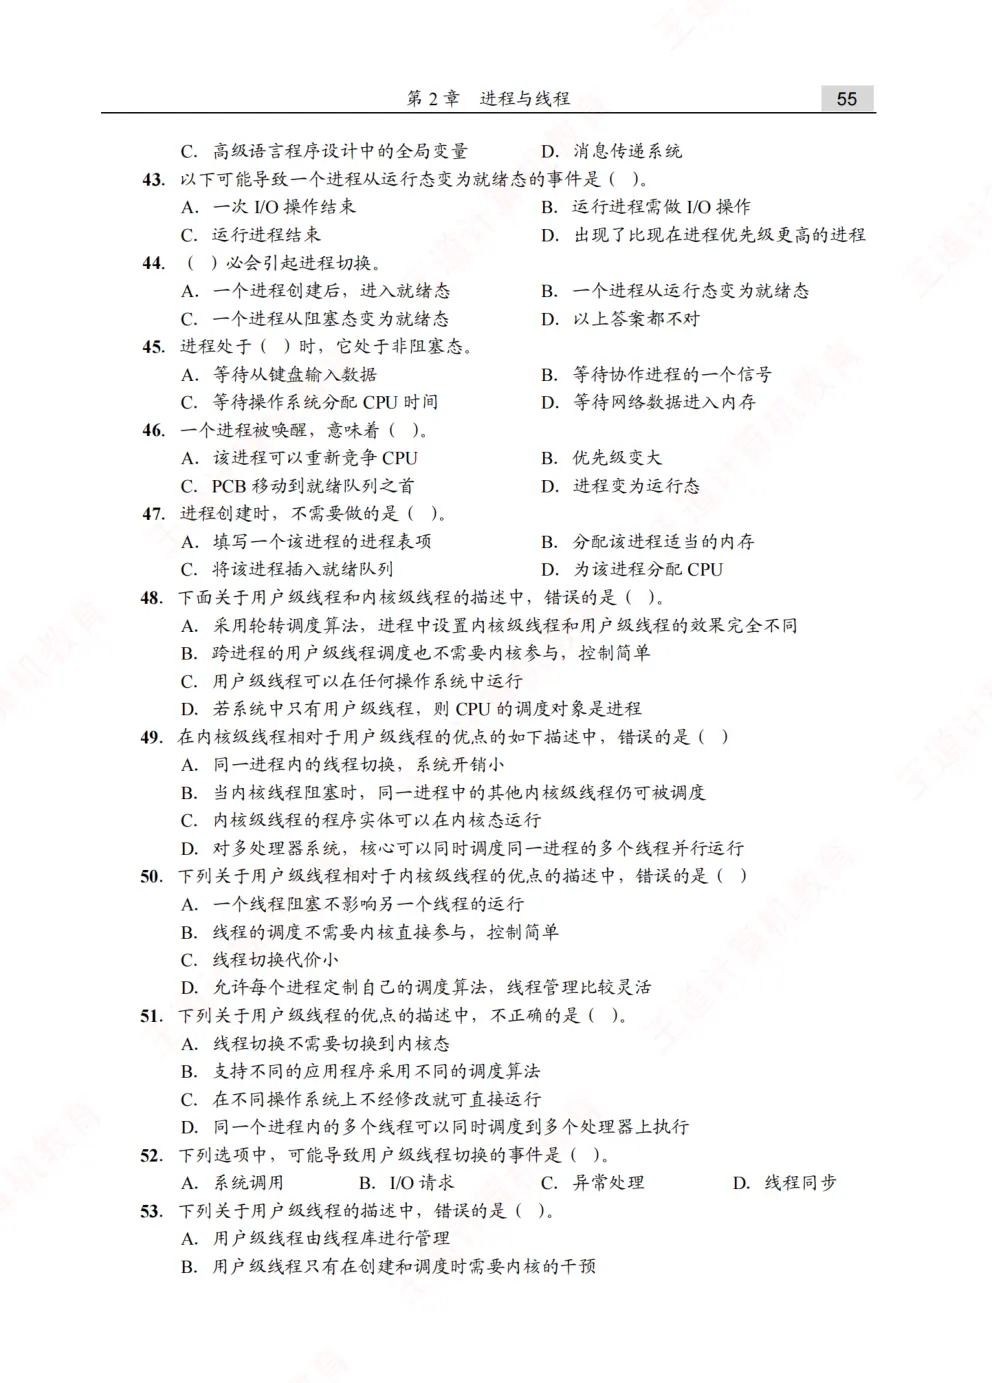 第 2 章 进程与线程 55
C. 高级语言程序设计中的全局变量 D. 消息传递系统
43. 以下可能导致一个进程从运行态变为就绪态的事件是（ ）。
A. 一次 I/O 操作结束 B. 运行进程需做 I/O 操作
C. 运行进程结束 D. 出现了比现在进程优先级更高的进程
44. （ ）必会引起进程切换。
A. 一个进程创建后，进入就绪态 B. 一个进程从运行态变为就绪态
C. 一个进程从阻塞态变为就绪态 D. 以上答案都不对
45. 进程处于（ ）时，它处于非阻塞态。
A. 等待从键盘输入数据 B. 等待协作进程的一个信号
C. 等待操作系统分配 CPU 时间 D. 等待网络数据进入内存
46. 一个进程被唤醒，意味着（ ）。
A. 该进程可以重新竞争 CPU B. 优先级变大
C. PCB 移动到就绪队列之首 D. 进程变为运行态
47. 进程创建时，不需要做的是（ ）。
A. 填写一个该进程的进程表项 B. 分配该进程适当的内存
C. 将该进程插入就绪队列 D. 为该进程分配 CPU
48. 下面关于用户级线程和内核级线程的描述中，错误的是（ ）。
A. 采用轮转调度算法，进程中设置内核级线程和用户级线程的效果完全不同
B. 跨进程的用户级线程调度也不需要内核参与，控制简单
C. 用户级线程可以在任何操作系统中运行
D. 若系统中只有用户级线程，则 CPU 的调度对象是进程
49. 在内核级线程相对于用户级线程的优点的如下描述中，错误的是（ ）
A. 同一进程内的线程切换，系统开销小
B. 当内核线程阻塞时，同一进程中的其他内核级线程仍可被调度
C. 内核级线程的程序实体可以在内核态运行
D. 对多处理器系统，核心可以同时调度同一进程的多个线程并行运行
50. 下列关于用户级线程相对于内核级线程的优点的描述中，错误的是（ ）
A. 一个线程阻塞不影响另一个线程的运行
B. 线程的调度不需要内核直接参与，控制简单
C. 线程切换代价小
D. 允许每个进程定制自己的调度算法，线程管理比较灵活
51. 下列关于用户级线程的优点的描述中，不正确的是（ ）。
A. 线程切换不需要切换到内核态
B. 支持不同的应用程序采用不同的调度算法
C. 在不同操作系统上不经修改就可直接运行
D. 同一个进程内的多个线程可以同时调度到多个处理器上执行
52. 下列选项中，可能导致用户级线程切换的事件是（ ）。
A. 系统调用 B. I/O 请求 C. 异常处理 D. 线程同步
53. 下列关于用户级线程的描述中，错误的是（ ）。
A. 用户级线程由线程库进行管理
B. 用户级线程只有在创建和调度时需要内核的干预